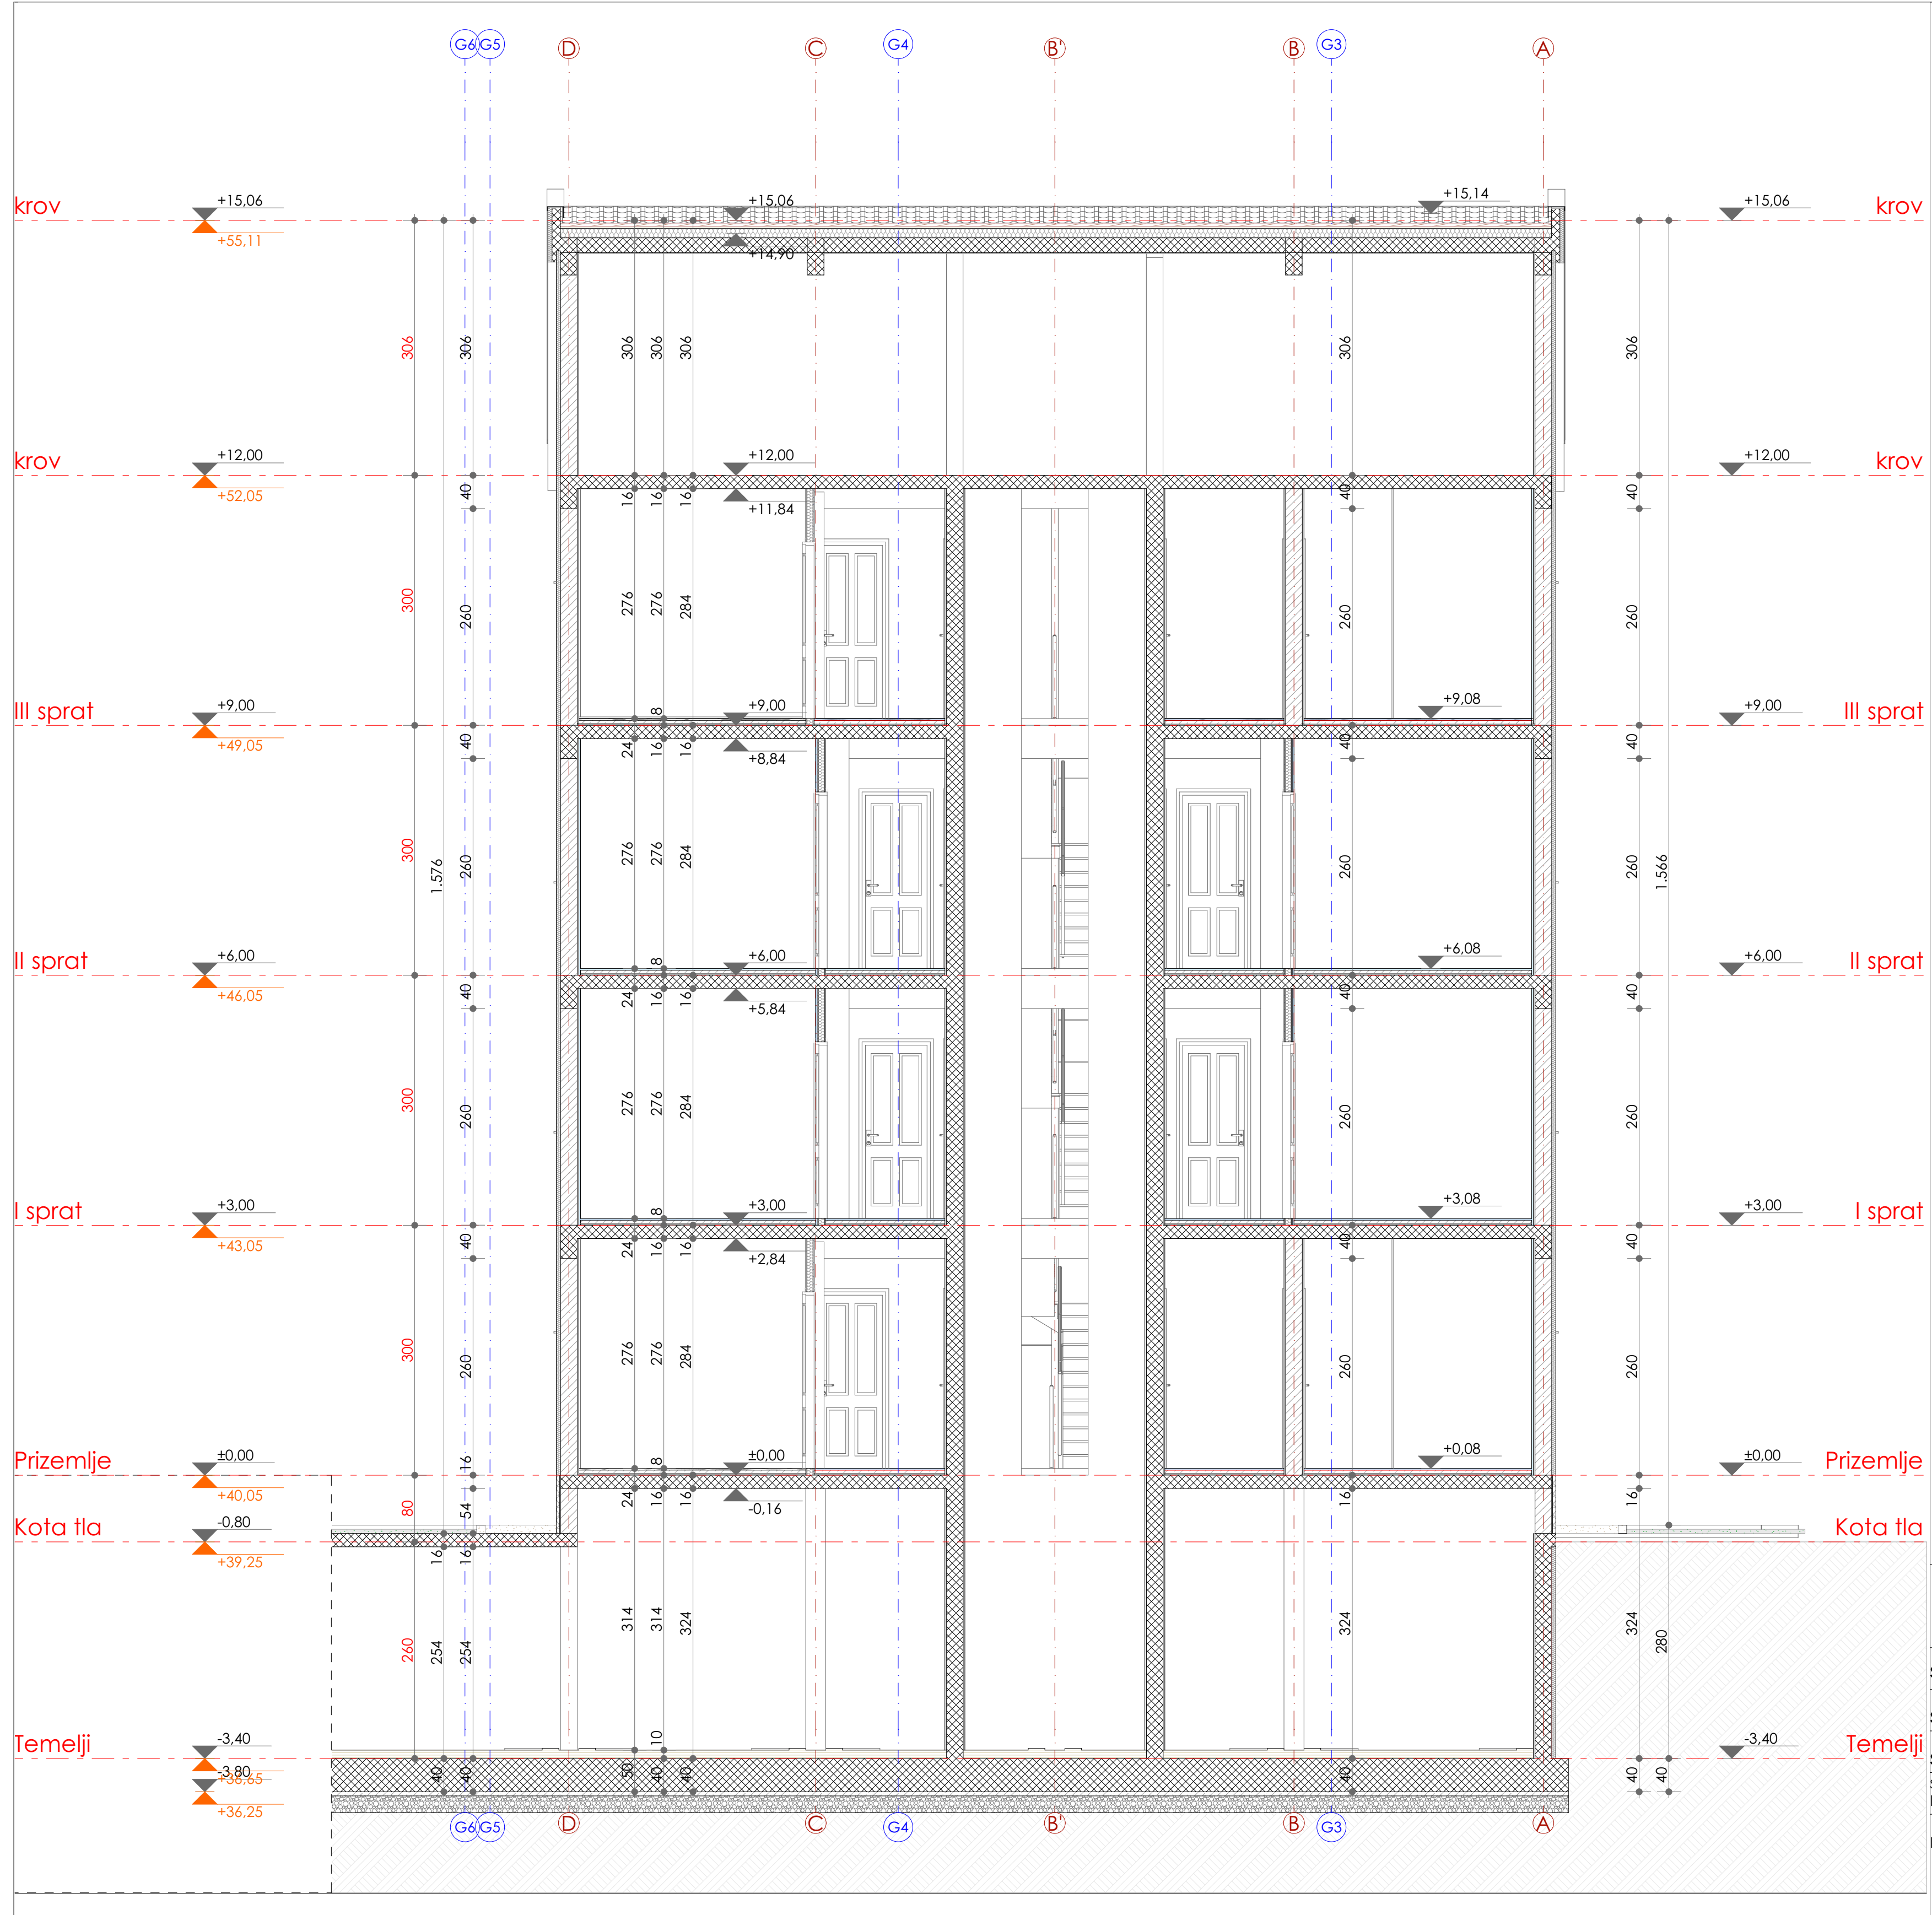 G6 G5 D C G4 B' B G3 A
krov +15,06 +15,06 +15,14 +15,06 krov
+55,11 +14,90
306 306 306 306 306 306 306
krov +12,00 +12,00 +12,00 krov
+52,05 40 16 16 16 +11,84 40 40
300 260 276 276 284 260 260
III sprat +9,00 8 +9,00 +9,08 +9,00 III sprat
+49,05 40 24 16 16 +8,84 40 40
300 1.576 260 276 276 284 260 260 1.566
II sprat +6,00 8 +6,00 +6,08 +6,00 II sprat
+46,05 40 24 16 16 +5,84 40 40
300 260 276 276 284 260 260
I sprat +3,00 8 +3,00 +3,08 +3,00 I sprat
+43,05 40 24 16 16 +2,84 40 40
300 260 276 276 284 260 260
Prizemlje ±0,00 16 8 ±0,00 +0,08 ±0,00 Prizemlje
+40,05 80 54 24 16 16 -0,16 16 16
Kota tla -0,80 Kota tla
+39,25 16 16
260 254 254 314 314 324 324 324 280
Temelji -3,40 10 -3,40 Temelji
+36,65
-3,80 40 40 50 40 40 40 40 40
+36,25
G6 G5 D C G4 B' B G3 A